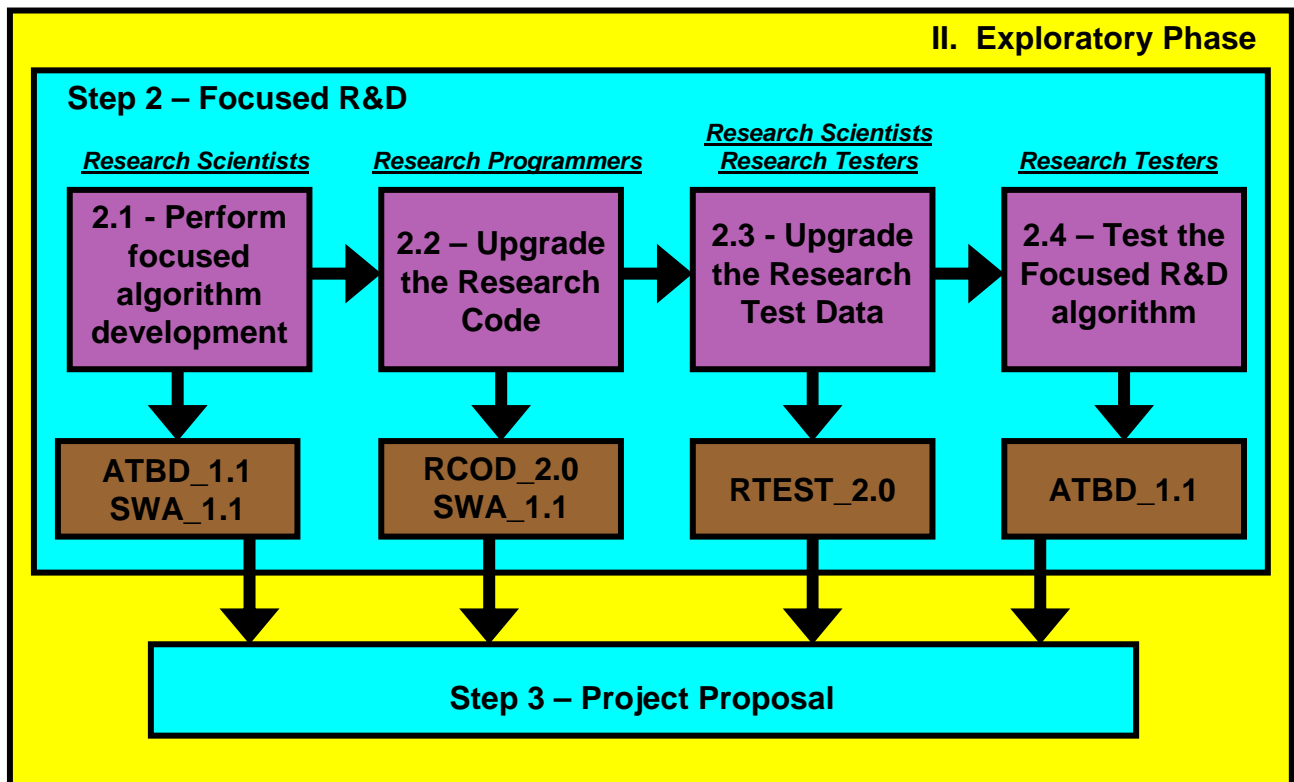 II.  Exploratory Phase
Step 2 – Focused R&D
Research Scientists
Research Programmers
Research Scientists
Research Testers
Research Testers
2.1 - Perform
focused
algorithm
development
2.2 – Upgrade
the Research
Code
2.3 - Upgrade
the Research
Test Data
2.4 – Test the
Focused R&D
algorithm
ATBD_1.1
SWA_1.1
RCOD_2.0
SWA_1.1
RTEST_2.0
ATBD_1.1
Step 3 – Project Proposal